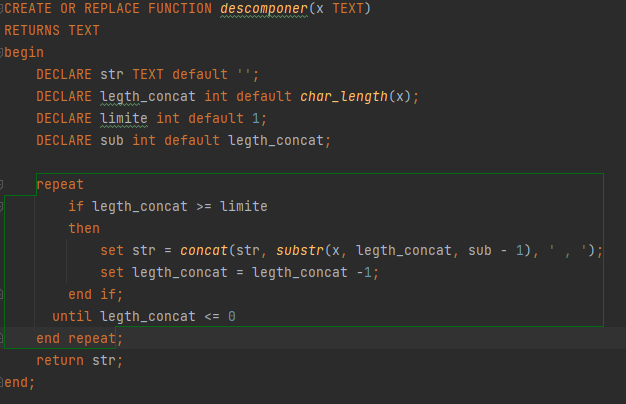 CREATE OR REPLACE FUNCTION descomponer(x TEXT)
RETURNS TEXT
begin
DECLARE str TEXT default '';
DECLARE legth_concat int default char_length(x);
DECLARE limite int default 1;
DECLARE sub int default legth_concat;
repeat
if legth_concat >= limite
then
set str = concat(str, substr(x, legth_concat, sub - 1), ' , ');
set legth_concat = legth_concat -1;
end if;
until legth_concat <= 0
end repeat;
return str;
end;